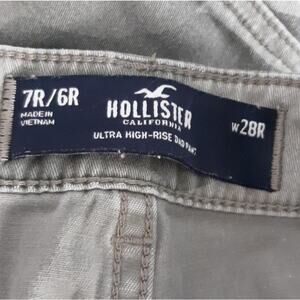 7R/6R
MADE IN
VIETNAM
HOLLISTER
CALIFORNIA
ULTRA HIGH-RISE DAD PANT
W28R